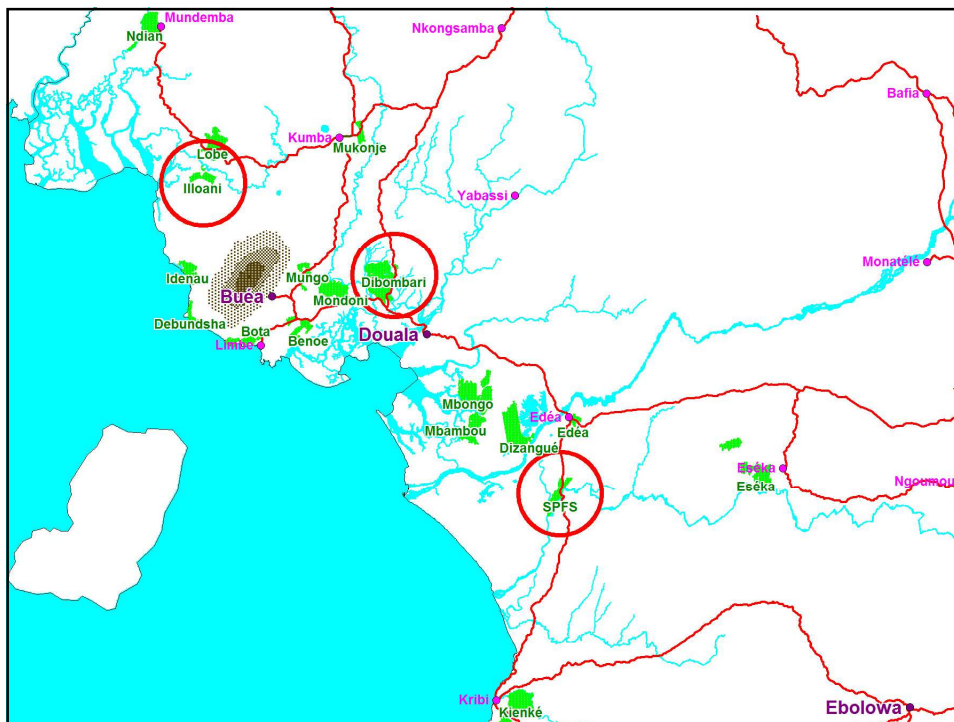 Mundemba
Ndian
Nkongsamba
Bafia
Kumba
Mukonje
Lobe
Illoani
Yabassi
Monatélé
Idenau
Mungo
Dibombari
Mondoni
Buéa
Debundsha
Bota
Benoe
Limbe
Douala
Mbongo
Mbambou
Dizangué
Edéa
Edéa
Eséka
Eséka
Ngoumou
SPFS
Kribi
Kienké
Ebolowa